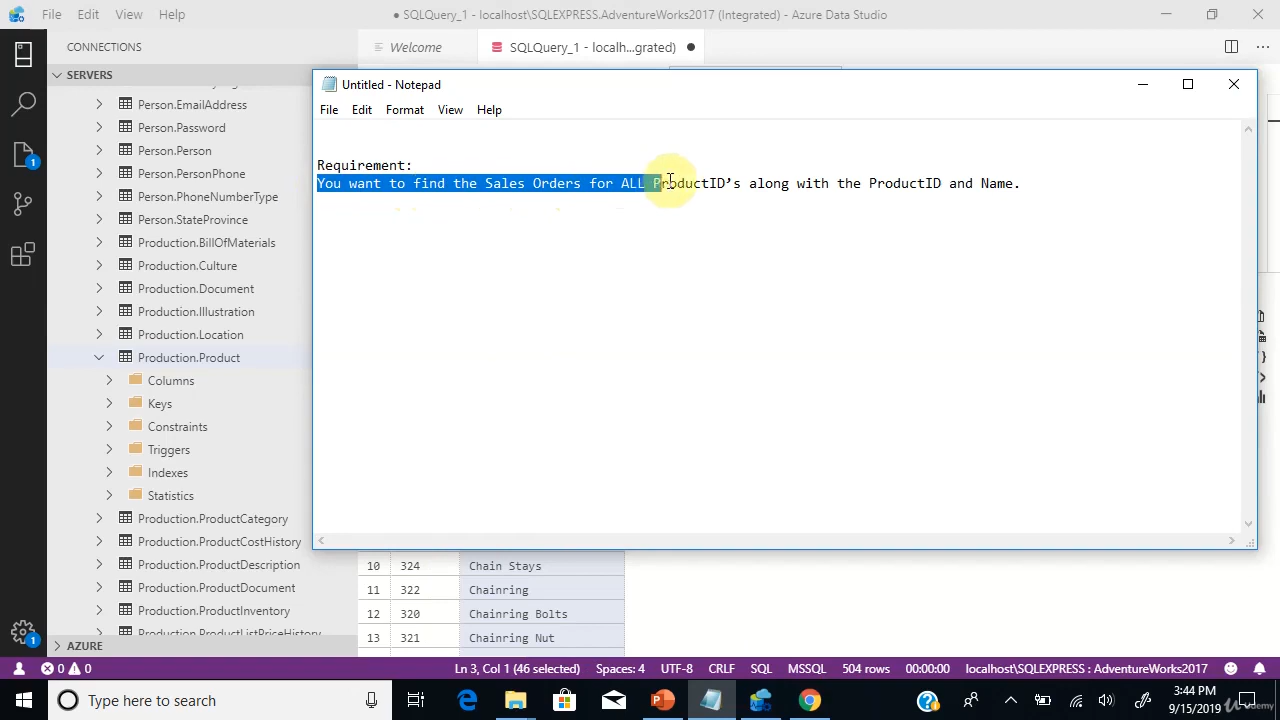 File Edit View Help
● SQLQuery_1 - localhost\SQLEXPRESS.AdventureWorks2017 (Integrated) - Azure Data Studio
CONNECTIONS
Welcome
SQLQuery_1 - localh...grated) ●
SERVERS
Untitled - Notepad
File Edit Format View Help
Person.EmailAddress
Person.Password
Person.Person
Person.PersonPhone
Person.PhoneNumberType
Person.StateProvince
Production.BillOfMaterials
Production.Culture
Production.Document
Production.Illustration
Production.Location
Production.Product
Columns
Keys
Constraints
Triggers
Indexes
Statistics
Production.ProductCategory
Production.ProductCostHistory
Production.ProductDescription
Production.ProductDocument
Production.ProductInventory
Production.ProductListPriceHistory
AZURE
Requirement:
You want to find the Sales Orders for ALL ProductID’s along with the ProductID and Name.
10 324 Chain Stays
11 322 Chainring
12 320 Chainring Bolts
13 321 Chainring Nut
1
1
0 0
Ln 3, Col 1 (46 selected) Spaces: 4 UTF-8 CRLF SQL MSSQL 504 rows 00:00:00 localhost\SQLEXPRESS : AdventureWorks2017
Type here to search
3:44 PM
9/15/2019
Udemy